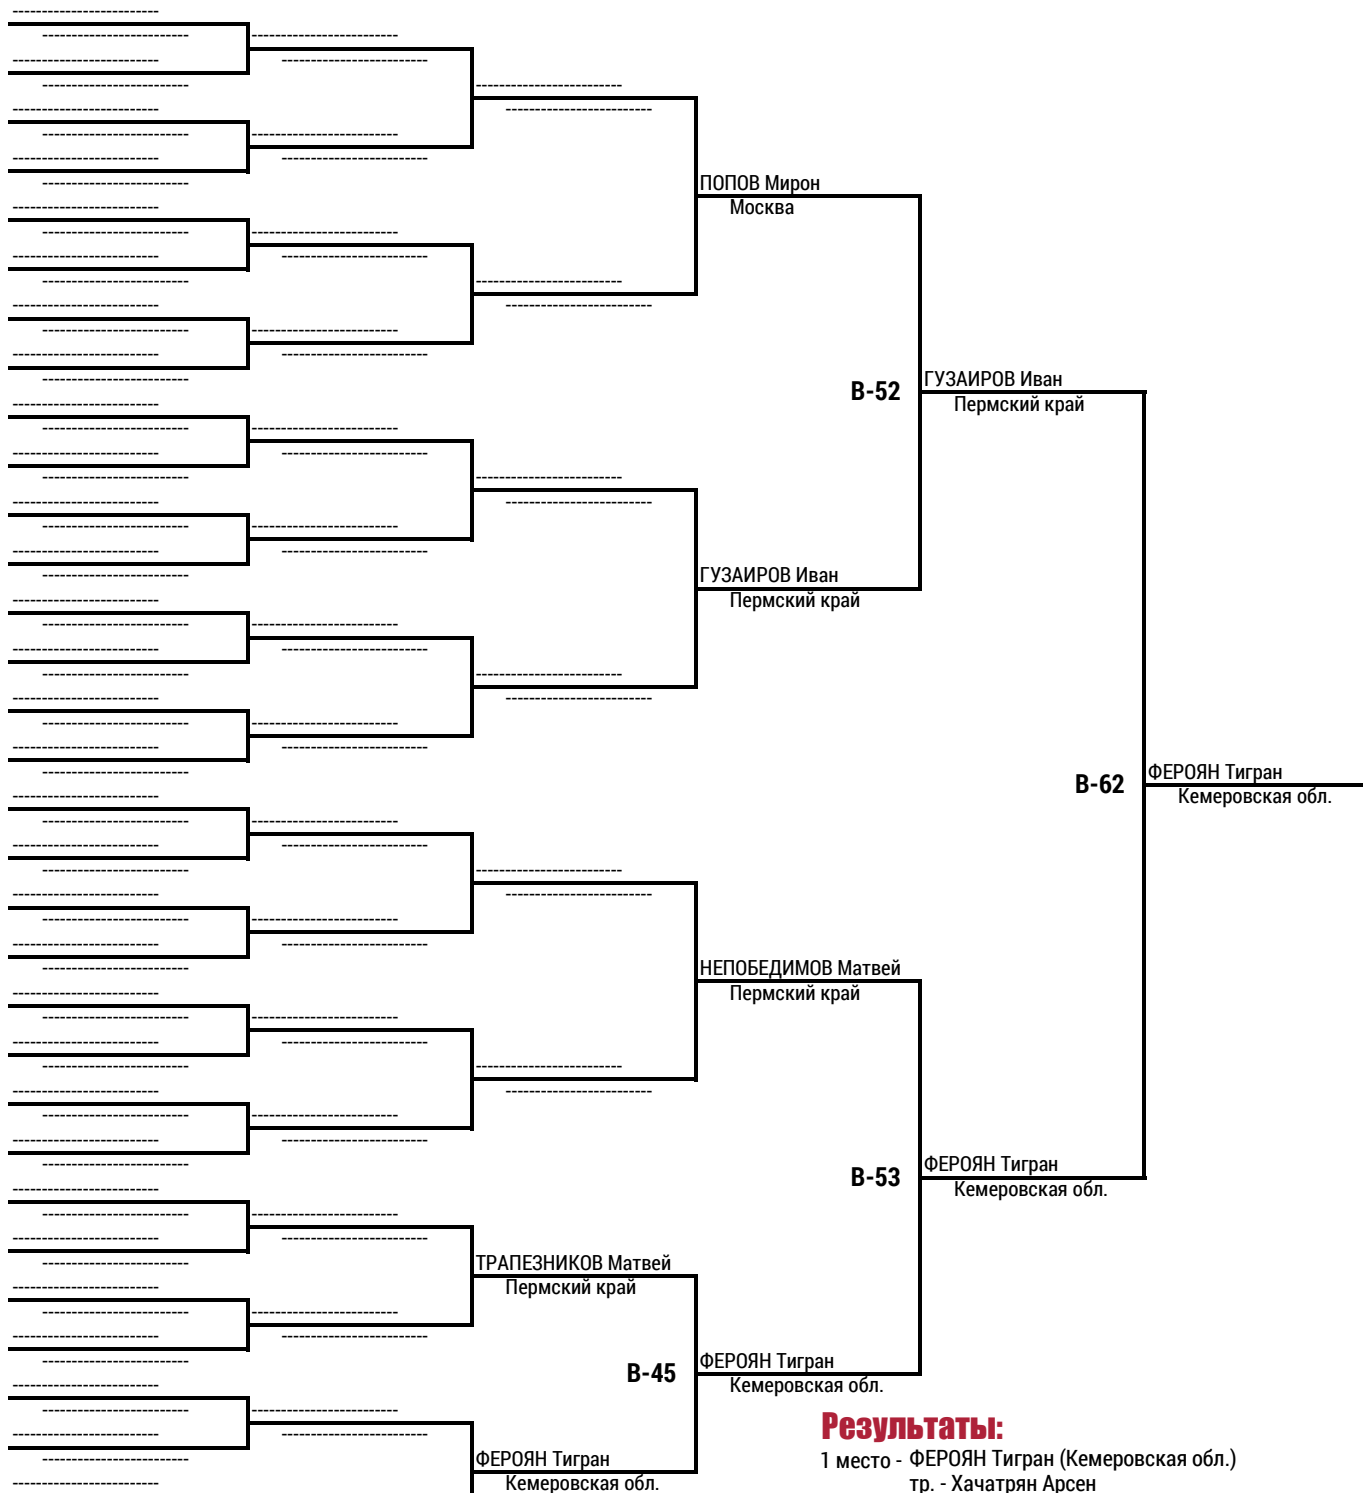 ПОПОВ Мирон
Москва
В-52
ГУЗАИРОВ Иван
Пермский край
ГУЗАИРОВ Иван
Пермский край
В-62
ФЕРОЯН Тигран
Кемеровская обл.
НЕПОБЕДИМОВ Матвей
Пермский край
В-53
ФЕРОЯН Тигран
Кемеровская обл.
ТРАПЕЗНИКОВ Матвей
Пермский край
В-45
ФЕРОЯН Тигран
Кемеровская обл.
ФЕРОЯН Тигран
Кемеровская обл.
Результаты:
1 место - ФЕРОЯН Тигран (Кемеровская обл.)
тр. - Хачатрян Арсен